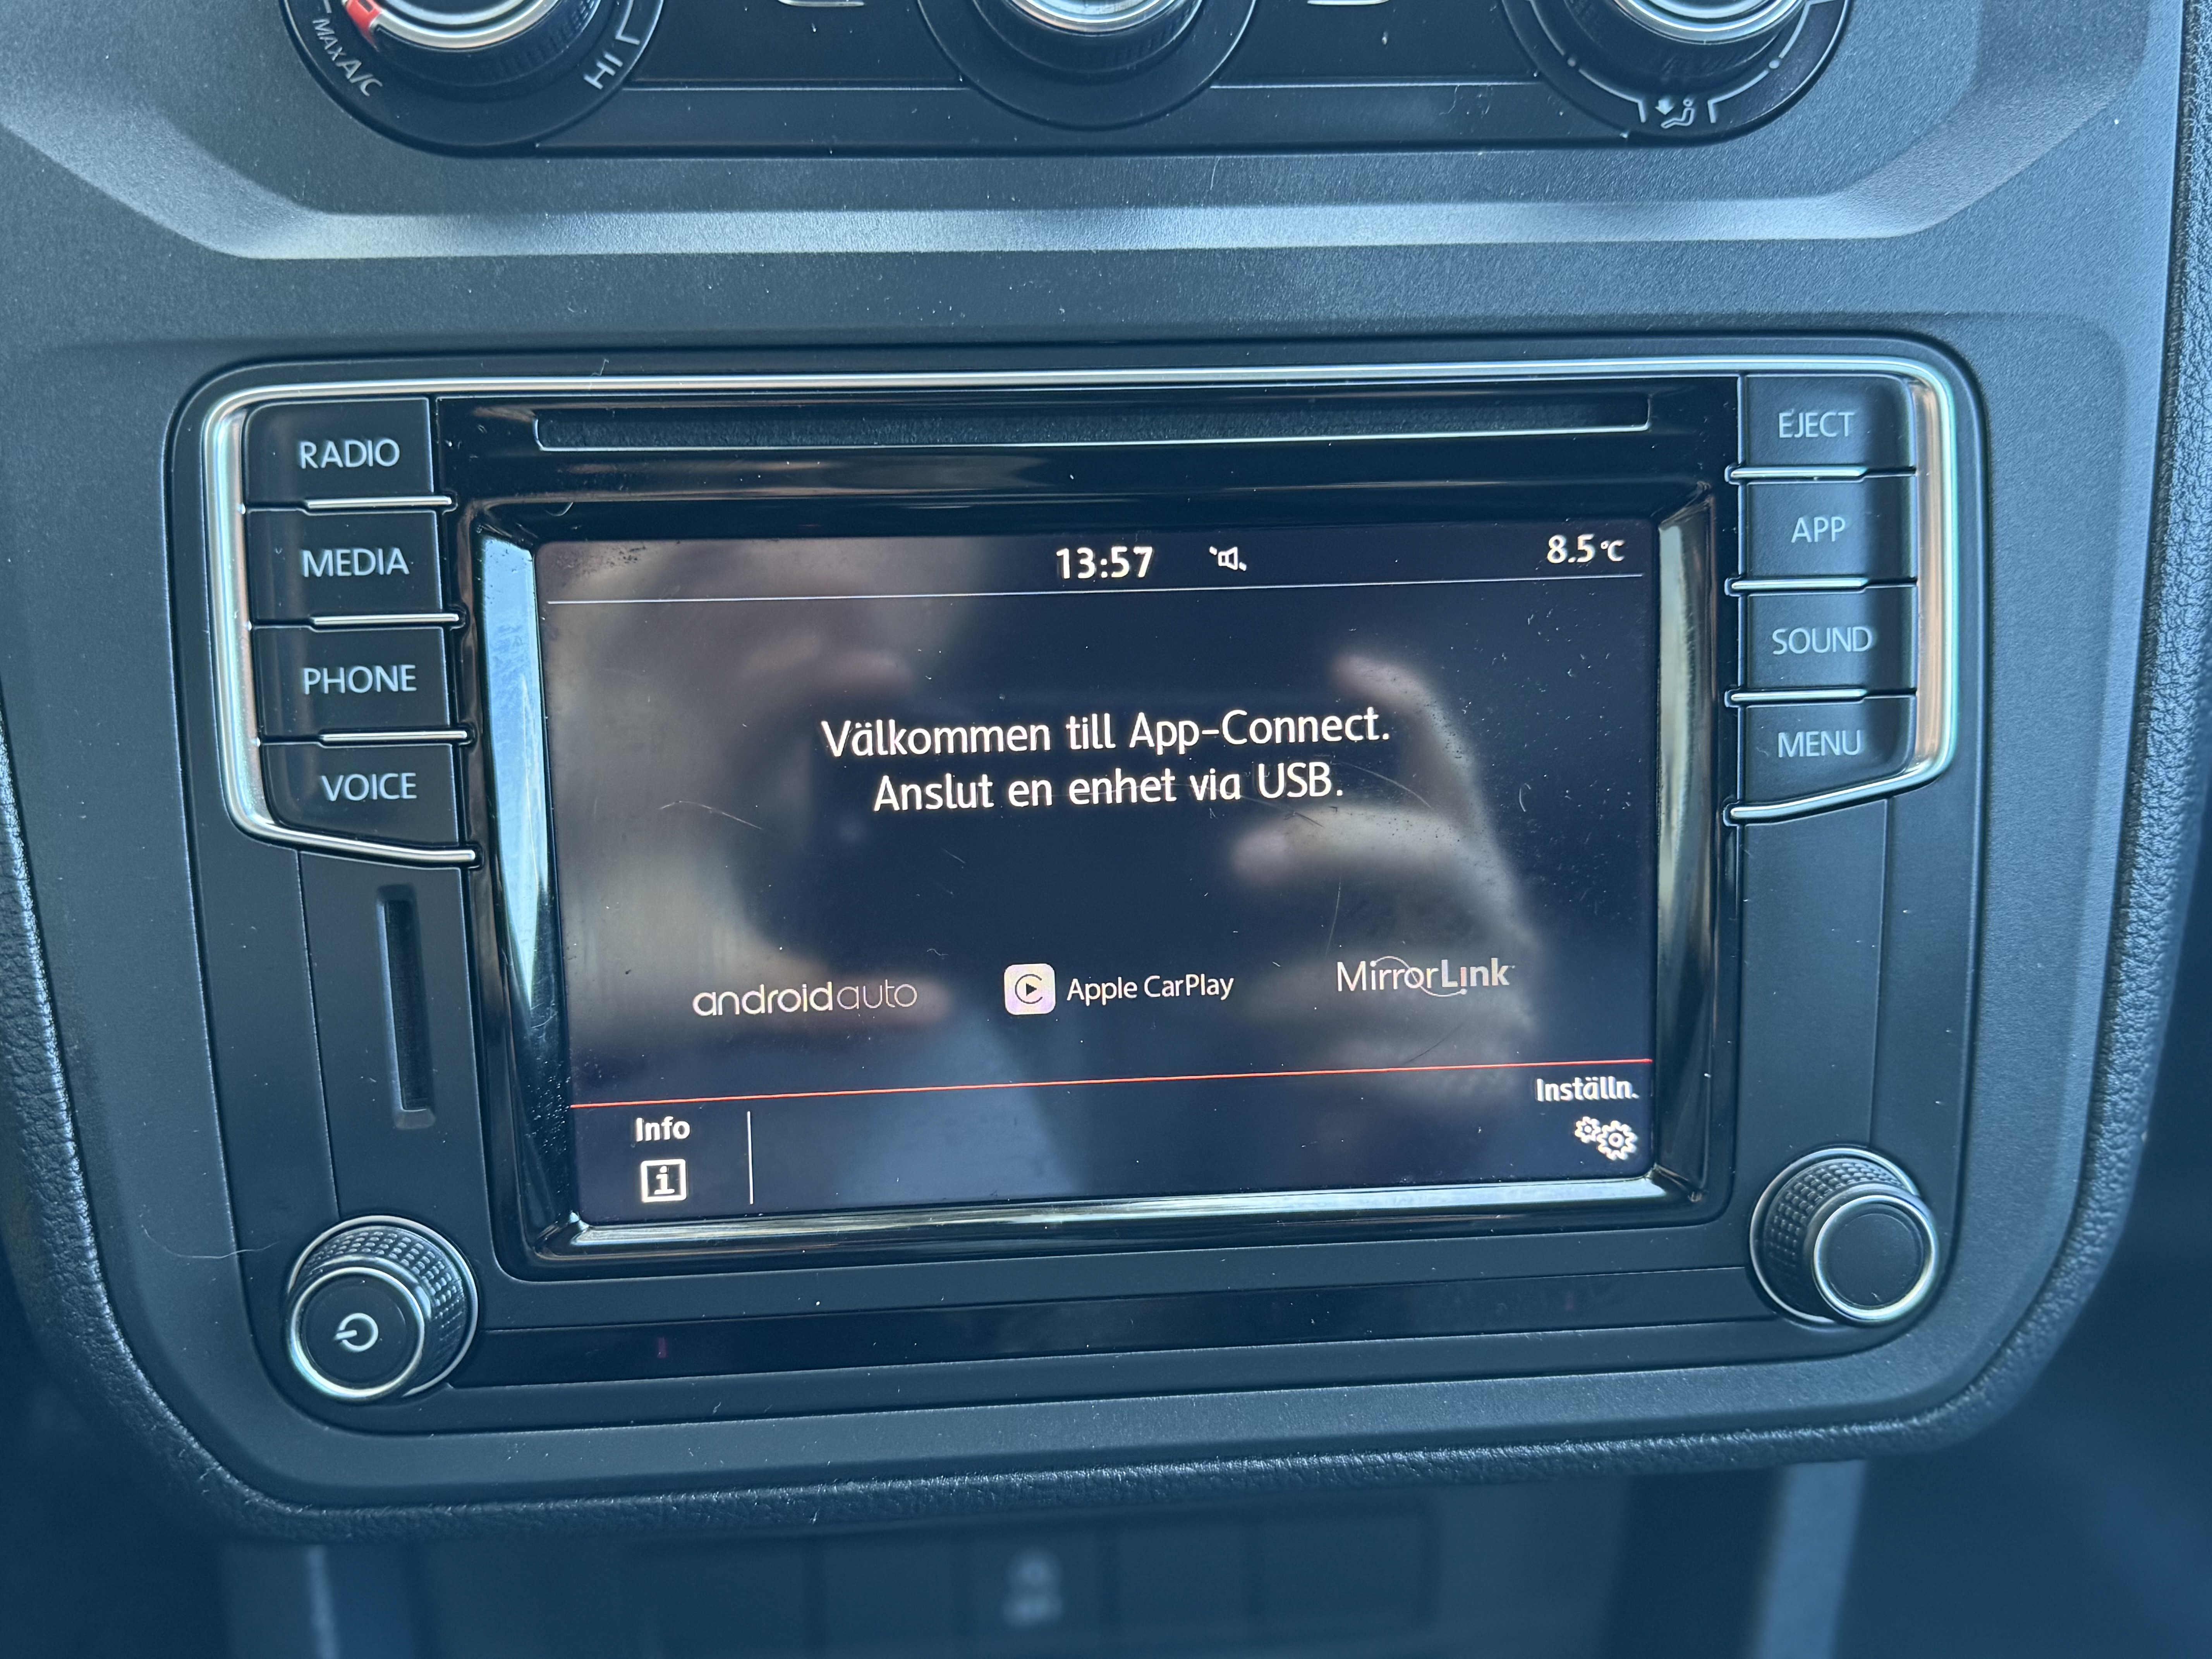 MAX A/C
HI
RADIO
MEDIA
PHONE
VOICE
EJECT
APP
SOUND
MENU
13:57
8.5°C
Välkommen till App-Connect.
Anslut en enhet via USB.
androidauto
Apple CarPlay
MirrorLink
Info
i
Inställn.